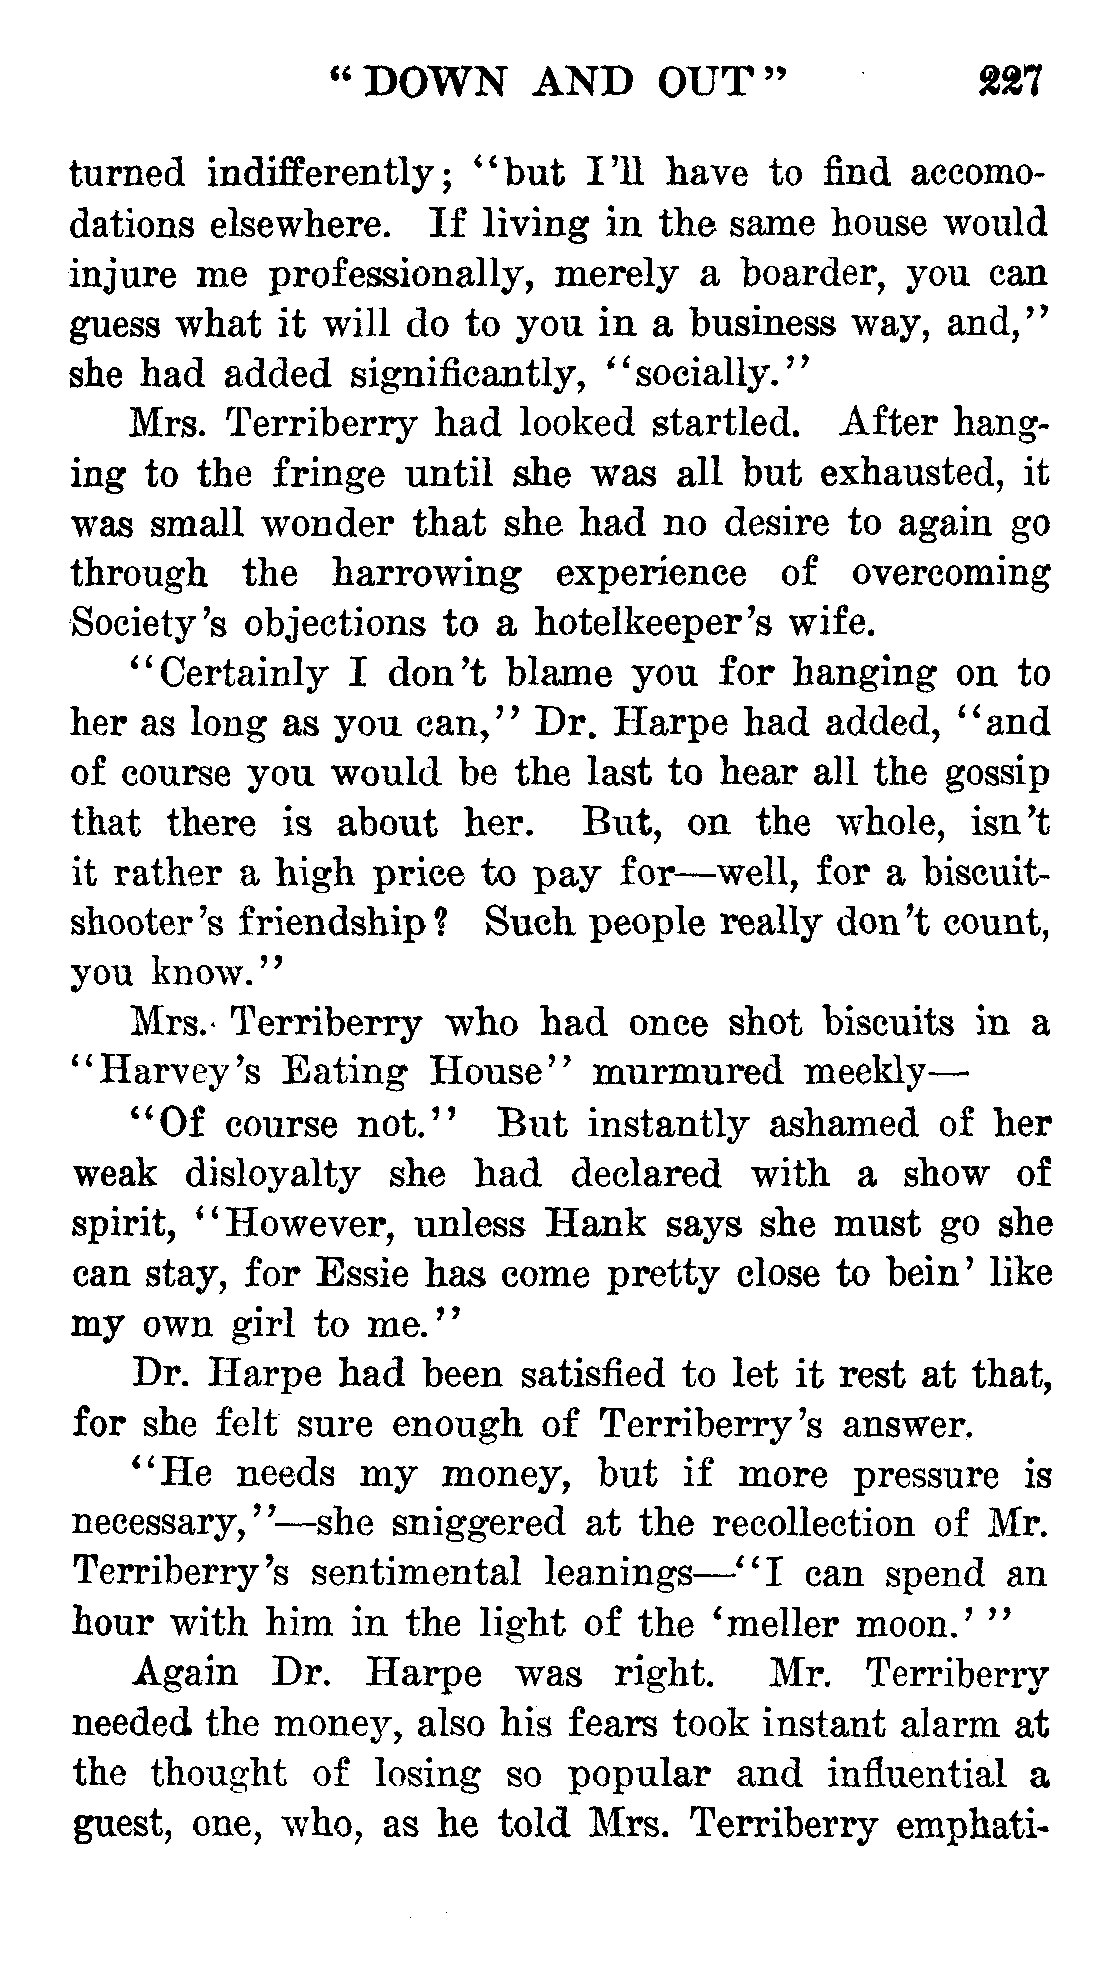 “DOWN AND OUT” 227
turned indifferently; “but I’ll have to find accomo-
dations elsewhere. If living in the same house would
injure me professionally, merely a boarder, you can
guess what it will do to you in a business way, and,”
she had added significantly, “socially.”
Mrs. Terriberry had looked startled. After hang-
ing to the fringe until she was all but exhausted, it
was small wonder that she had no desire to again go
through the harrowing experience of overcoming
Society’s objections to a hotelkeeper’s wife.
“Certainly I don’t blame you for hanging on to
her as long as you can,” Dr. Harpe had added, “and
of course you would be the last to hear all the gossip
that there is about her. But, on the whole, isn’t
it rather a high price to pay for—well, for a biscuit-
shooter’s friendship? Such people really don’t count,
you know.”
Mrs. Terriberry who had once shot biscuits in a
“Harvey’s Eating House” murmured meekly—
“Of course not.” But instantly ashamed of her
weak disloyalty she had declared with a show of
spirit, “However, unless Hank says she must go she
can stay, for Essie has come pretty close to bein’ like
my own girl to me.”
Dr. Harpe had been satisfied to let it rest at that,
for she felt sure enough of Terriberry’s answer.
“He needs my money, but if more pressure is
necessary,”—she sniggered at the recollection of Mr.
Terriberry’s sentimental leanings—“I can spend an
hour with him in the light of the ‘meller moon.’ ”
Again Dr. Harpe was right. Mr. Terriberry
needed the money, also his fears took instant alarm at
the thought of losing so popular and influential a
guest, one, who, as he told Mrs. Terriberry emphati-